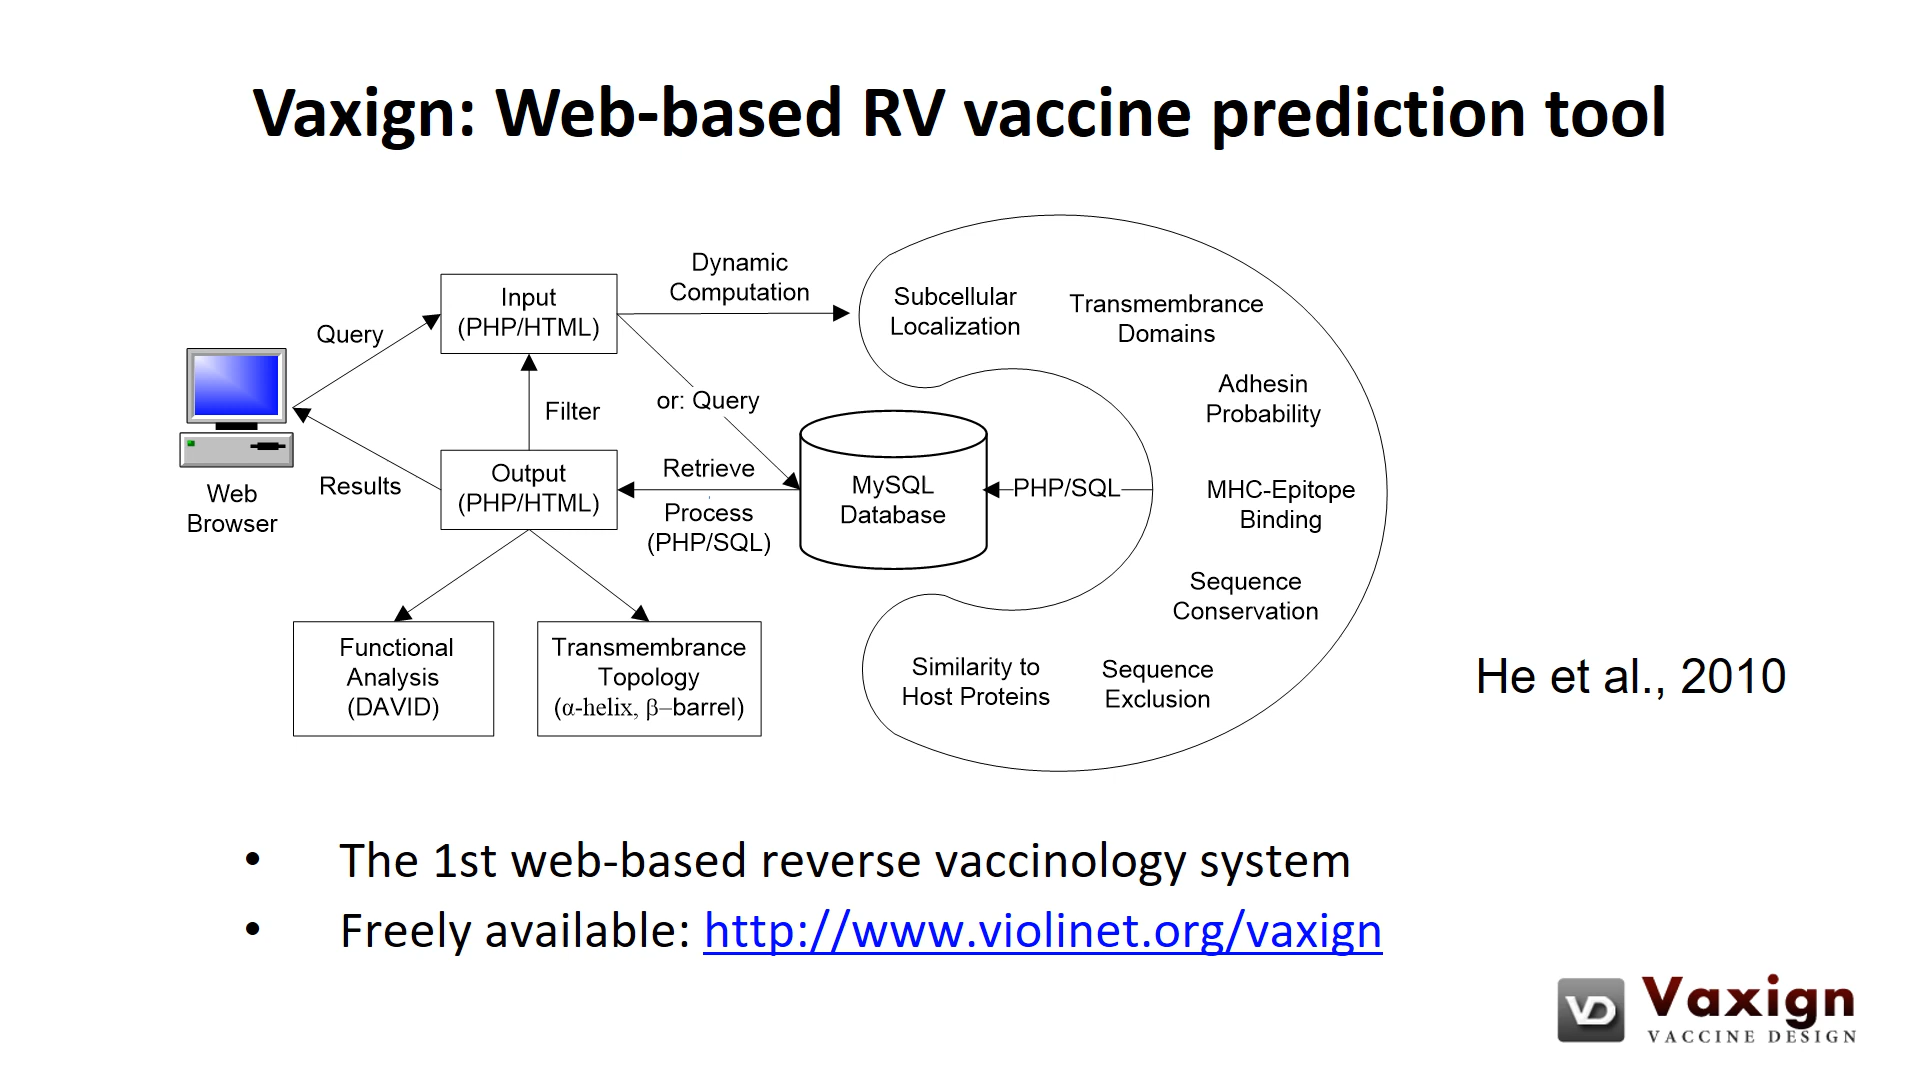 Vaxign: Web-based RV vaccine prediction tool
Dynamic
Computation
Input
(PHP/HTML)
Query
Subcellular
Localization
Transmembrance
Domains
Adhesin
Probability
Filter
or: Query
Web
Browser
Results
Output
(PHP/HTML)
Retrieve
Process
(PHP/SQL)
MySQL
Database
PHP/SQL
MHC-Epitope
Binding
Sequence
Conservation
Functional
Analysis
(DAVID)
Transmembrance
Topology
(α-helix, β–barrel)
Similarity to
Host Proteins
Sequence
Exclusion
He et al., 2010
• The 1st web-based reverse vaccinology system
• Freely available: http://www.violinet.org/vaxign
VD
Vaxign
VACCINE DESIGN